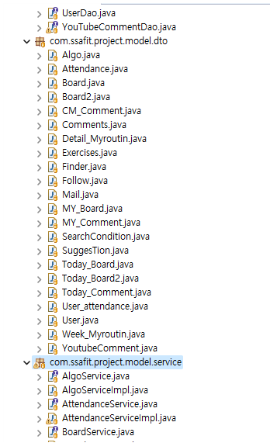 UserDao.java
YouTubeCommentDao.java
com.ssafit.project.model.dto
Algo.java
Attendance.java
Board.java
Board2.java
CM_Comment.java
Comments.java
Detail_Myroutin.java
Exercises.java
Finder.java
Follow.java
Mail.java
MY_Board.java
MY_Comment.java
SearchCondition.java
SuggesTion.java
Today_Board.java
Today_Board2.java
Today_Comment.java
User_attendance.java
User.java
Week_Myroutin.java
YoutubeComment.java
com.ssafit.project.model.service
AlgoService.java
AlgoServiceImpl.java
AttendanceService.java
AttendanceServiceImpl.java
BoardService.java